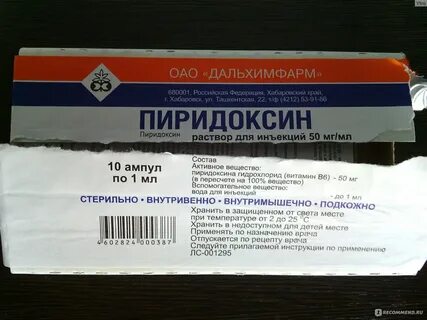 ОАО "ДАЛЬХИМФАРМ"
680001, Российская Федерация, Хабаровский край,
г. Хабаровск, ул. Ташкентская, 22, т/ф (4212) 53-91-86
ПИРИДОКСИН
Пиридоксин
раствор для инъекций 50 мг/мл
10 ампул
по 1 мл
Состав
Активное вещество:
пиридоксина гидрохлорид (витамин В6) - 50 мг
(в пересчете на 100% вещество)
Вспомогательное вещество:
вода для инъекций - до 1 мл
СТЕРИЛЬНО • ВНУТРИВЕННО • ВНУТРИМЫШЕЧНО • ПОДКОЖНО
Хранить в защищенном от света месте
при температуре от 2 до 25 °С
Хранить в недоступном для детей месте
Применять по назначению врача
Отпускается по рецепту врача
Следуйте прилагаемой инструкции по применению
ЛС-001295
4 602824 000387
IRECOMMEND.RU